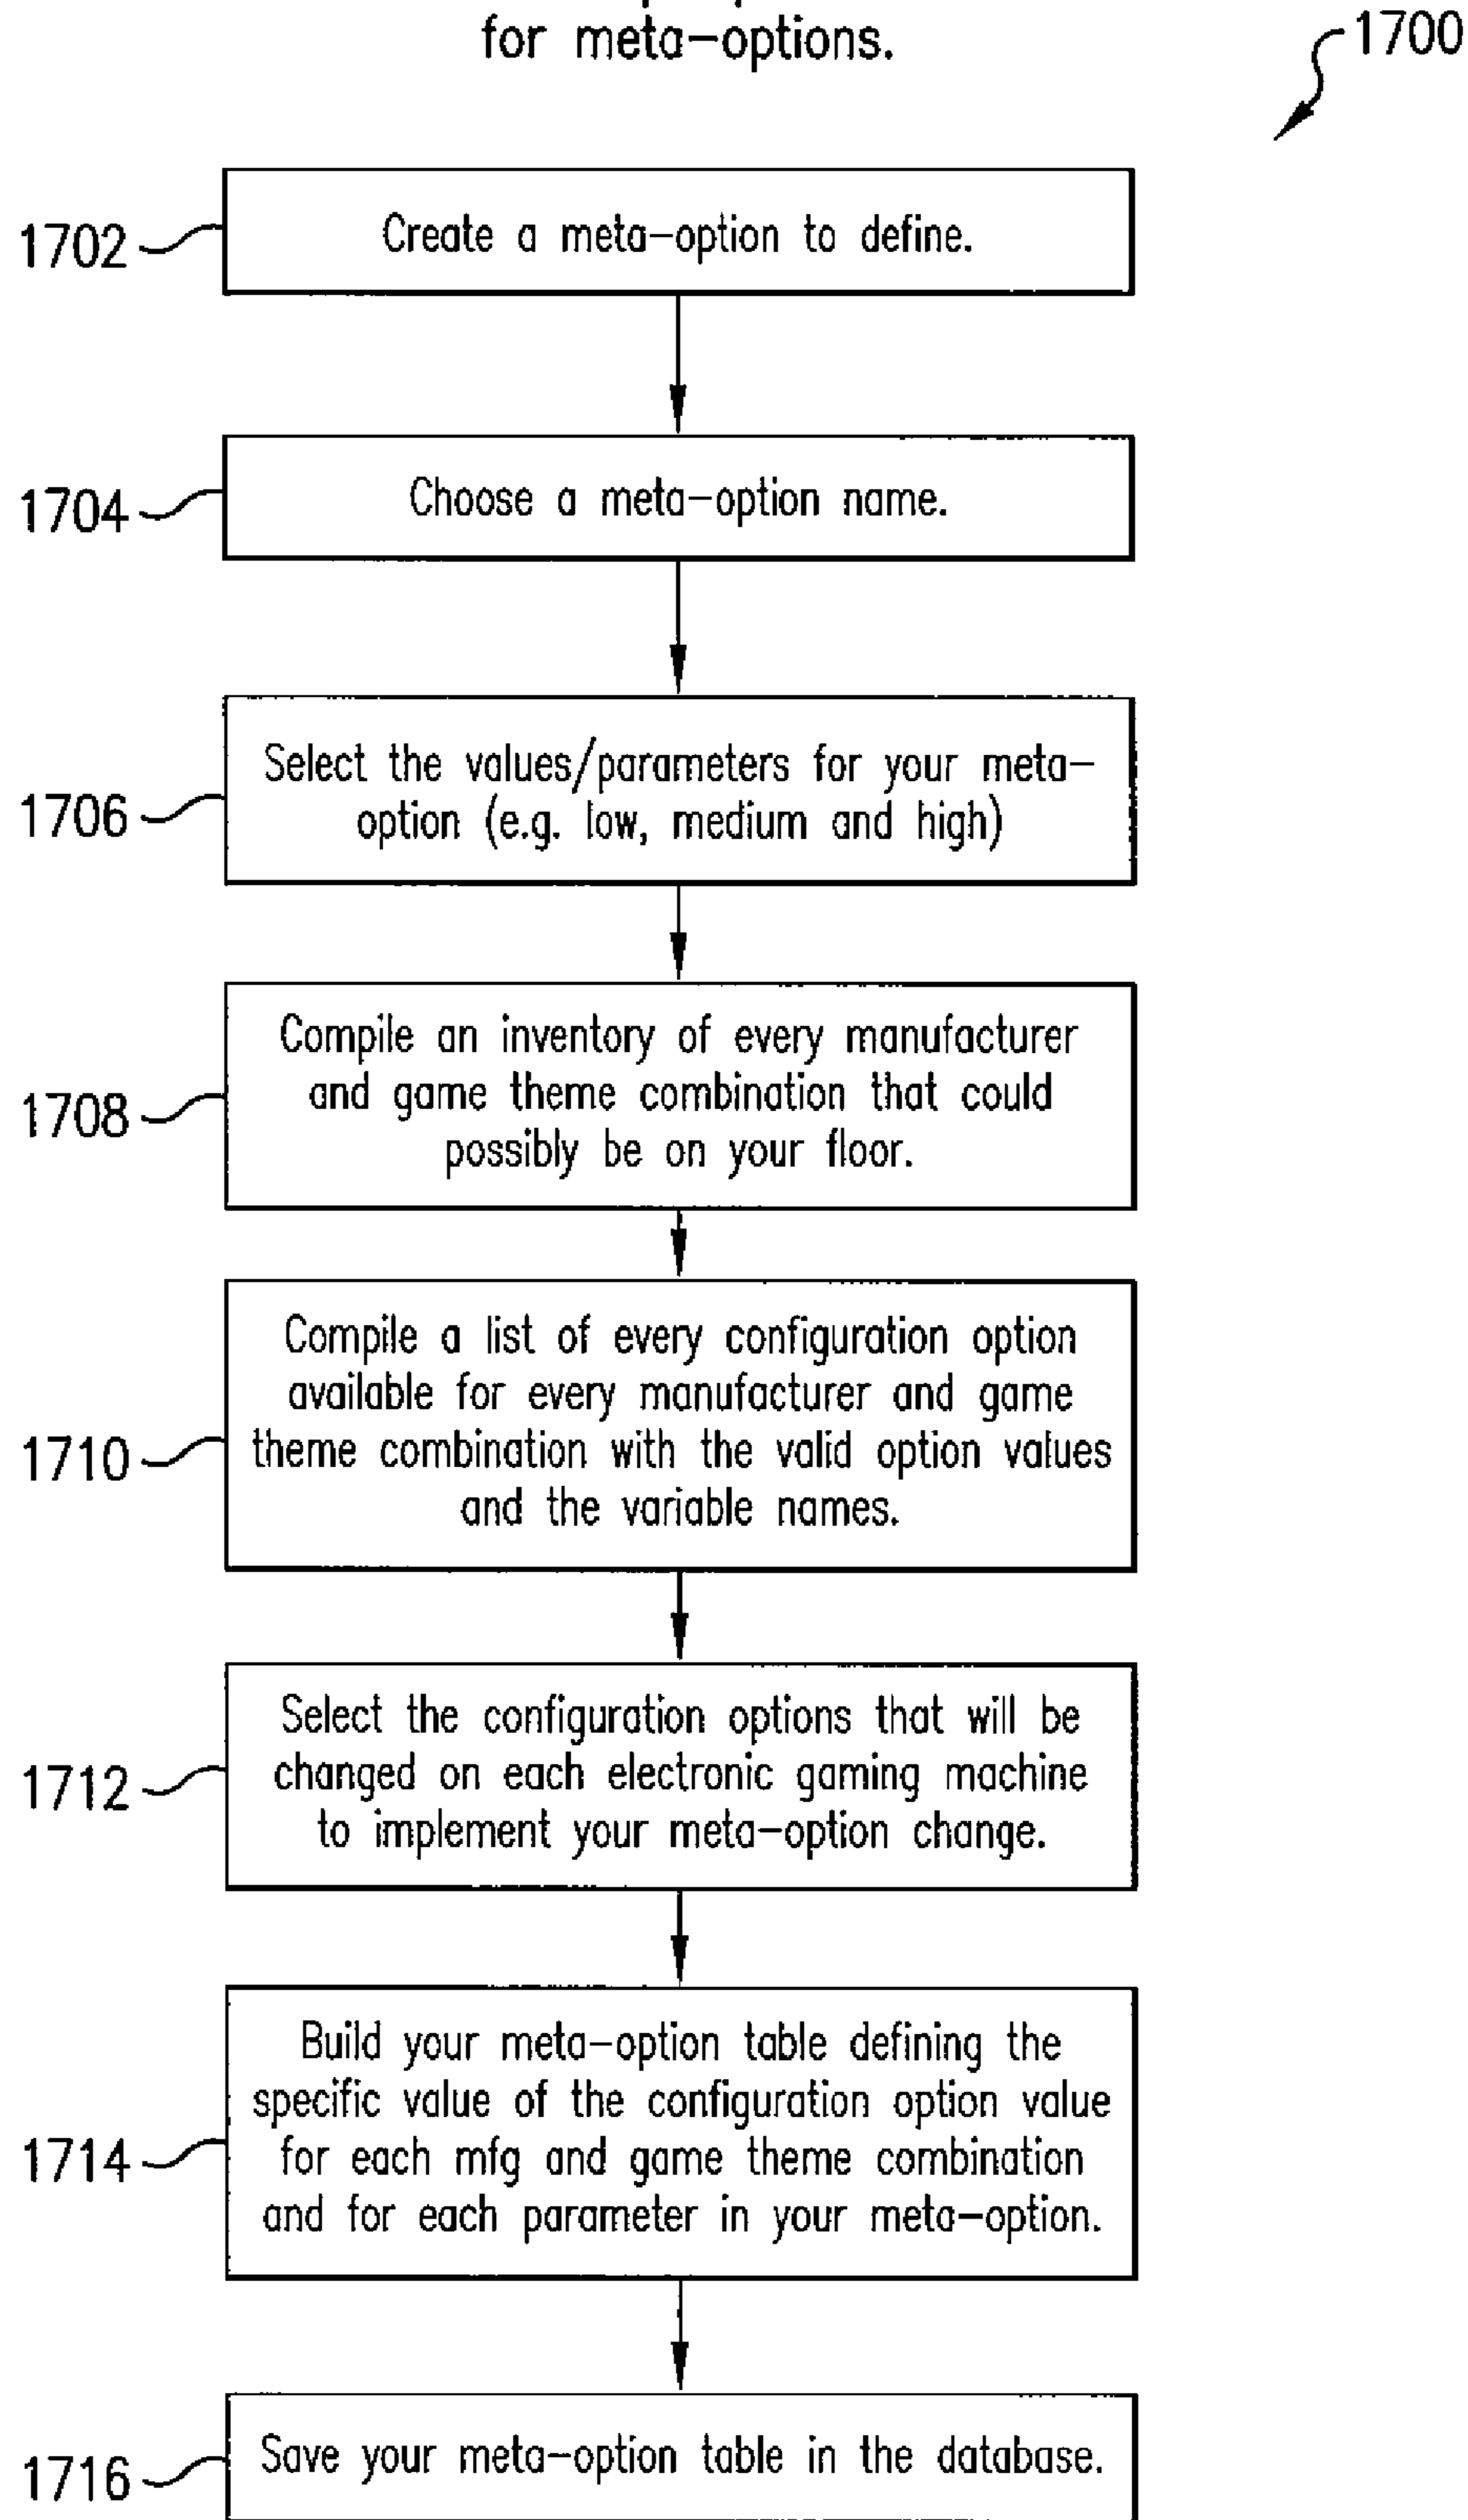 for meta-options.
1700
1702
Create a meta-option to define.
1704
Choose a meta-option name.
1706
Select the values/parameters for your meta-
option (e.g. low, medium and high)
1708
Compile an inventory of every manufacturer
and game theme combination that could
possibly be on your floor.
1710
Compile a list of every configuration option
available for every manufacturer and game
theme combination with the valid option values
and the variable names.
1712
Select the configuration options that will be
changed on each electronic gaming machine
to implement your meta-option change.
1714
Build your meta-option table defining the
specific value of the configuration option value
for each mfg and game theme combination
and for each parameter in your meta-option.
1716
Save your meta-option table in the database.